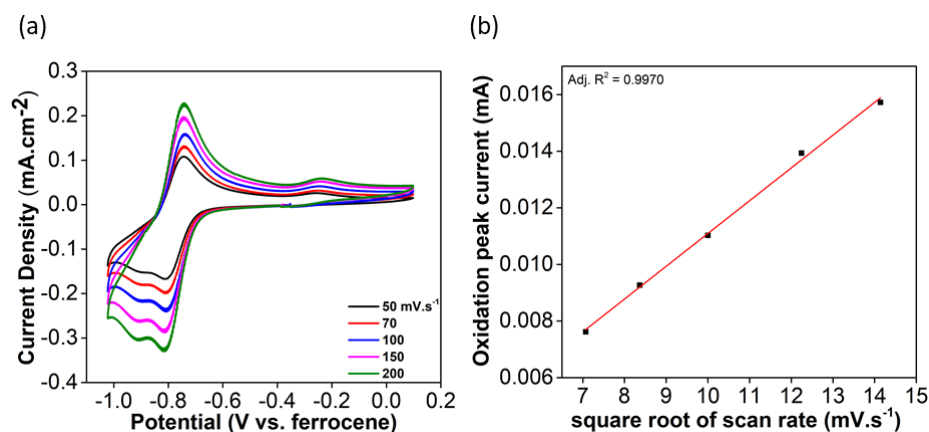 (a)
(b)
0.3
0.2
0.1
0.0
-0.1
-0.2
-0.3
-0.4
Current Density (mA.cm⁻²)
50 mV.s⁻¹
70
100
150
200
-1.0 -0.8 -0.6 -0.4 -0.2 0.0 0.2
Potential (V vs. ferrocene)
Adj. R² = 0.9970
0.016
0.014
0.012
0.010
0.008
0.006
Oxidation peak current (mA)
7 8 9 10 11 12 13 14 15
square root of scan rate (mV.s⁻¹)